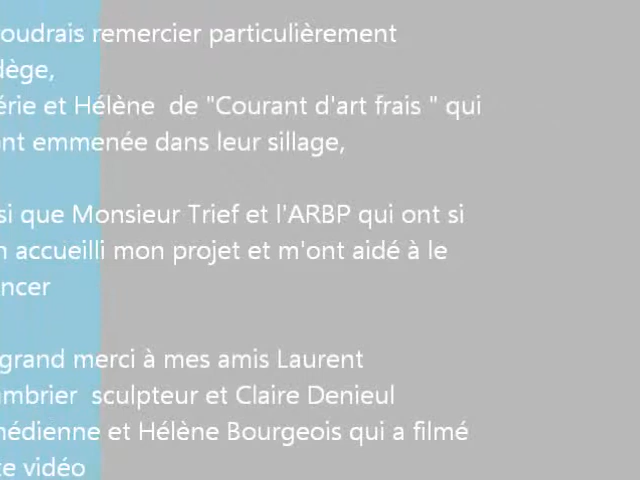 oudrais remercier particulièrement
dège,
érie et Hélène de "Courant d'art frais " qui
nt emmenée dans leur sillage,
si que Monsieur Trief et l'ARBP qui ont si
n accueilli mon projet et m'ont aidé à le
ncer
grand merci à mes amis Laurent
mbrier sculpteur et Claire Denieul
médienne et Hélène Bourgeois qui a filmé
te vidéo